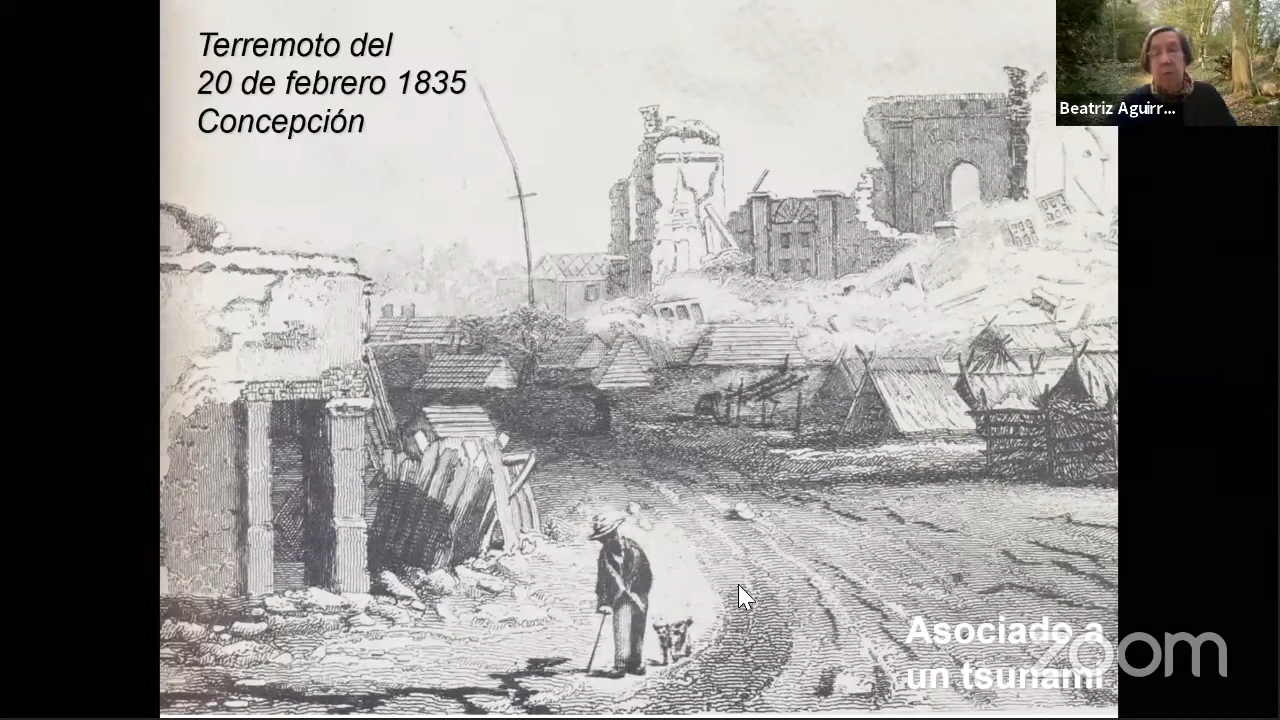 Terremoto del
20 de febrero 1835
Concepción
Beatriz Aguirr...
Asociado a
un tsunami
zoom